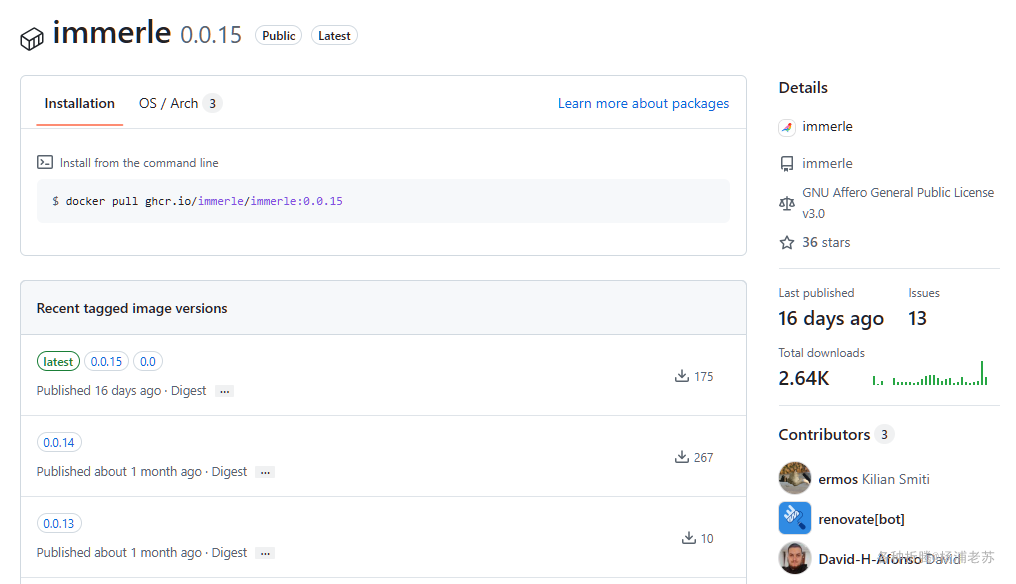 immerle 0.0.15 Public Latest
Installation OS / Arch 3 Learn more about packages
Install from the command line
$ docker pull ghcr.io/immerle/immerle:0.0.15
Recent tagged image versions
latest 0.0.15 0.0
Published 16 days ago · Digest ...
175
0.0.14
Published about 1 month ago · Digest ...
267
0.0.13
Published about 1 month ago · Digest ...
10
Details
immerle
immerle
GNU Affero General Public License
v3.0
36 stars
Last published Issues
16 days ago 13
Total downloads
2.64K
Contributors 3
ermos Kilian Smiti
renovate[bot]
David-H-Afonso David